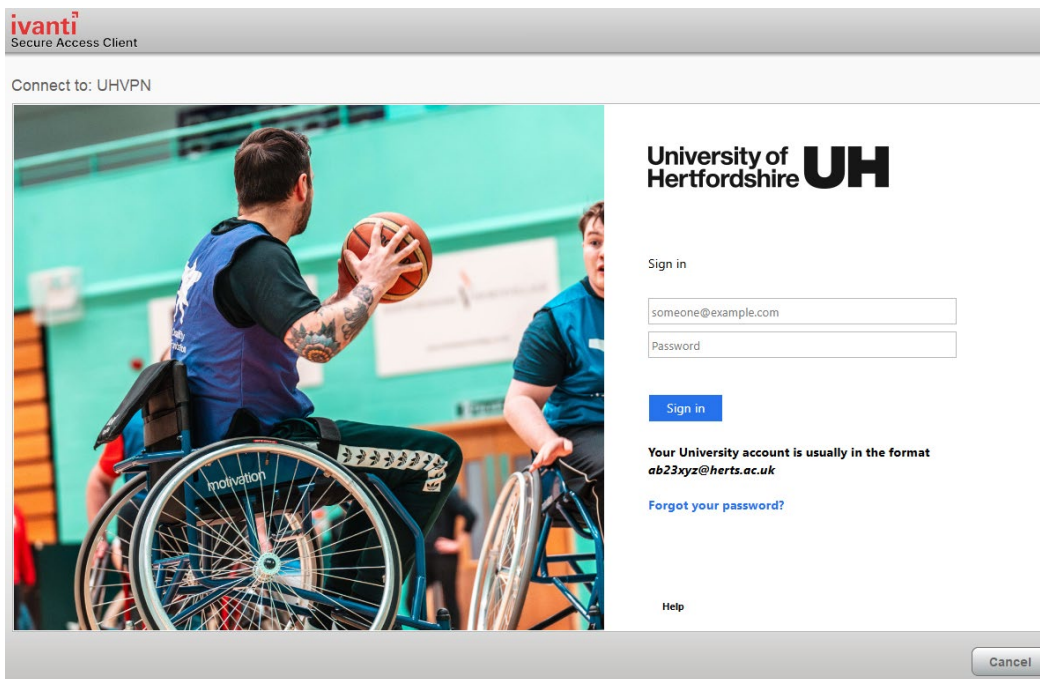 ivanti
Secure Access Client
Connect to: UHVPN
motivation
University of
Hertfordshire UH
Sign in
someone@example.com
Password
Sign in
Your University account is usually in the format
ab23xyz@herts.ac.uk
Forgot your password?
Help
Cancel